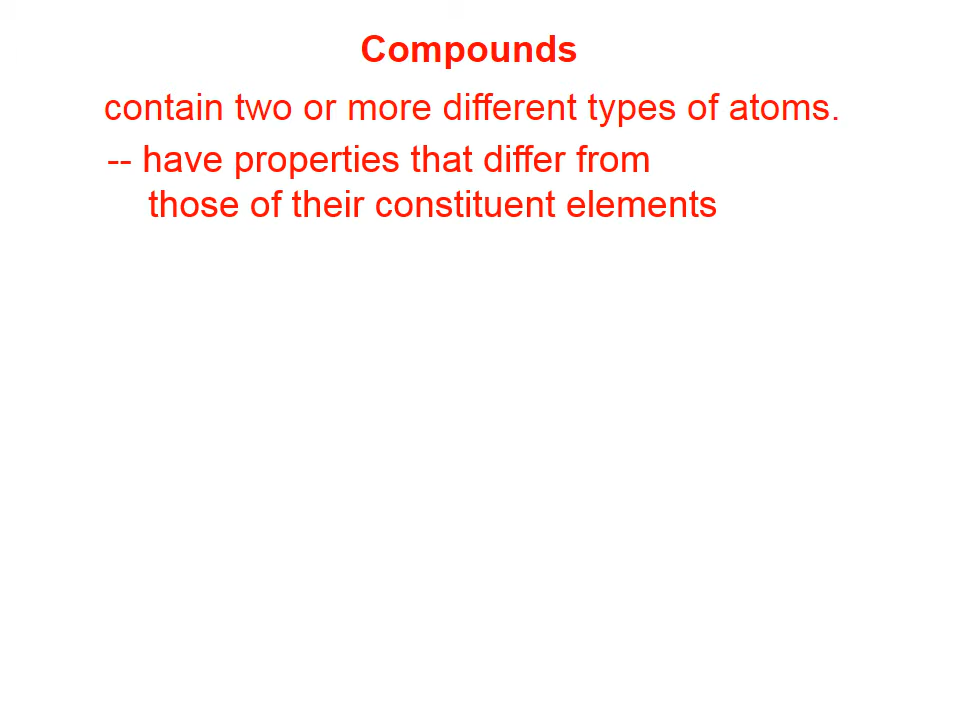 Compounds
contain two or more different types of atoms.
-- have properties that differ from
those of their constituent elements